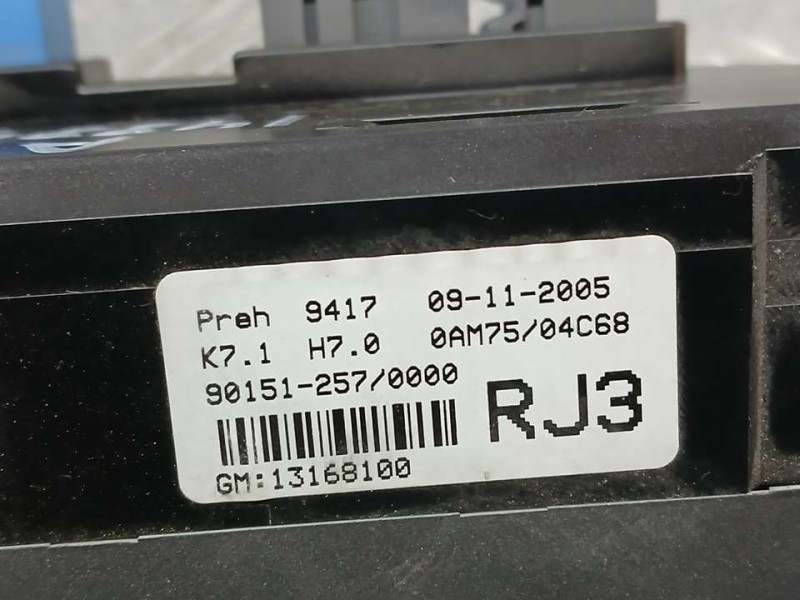 Preh 9417 09-11-2005
K7.1 H7.0 0AM75/04C68
90151-257/0000
RJ3
GM:13168100